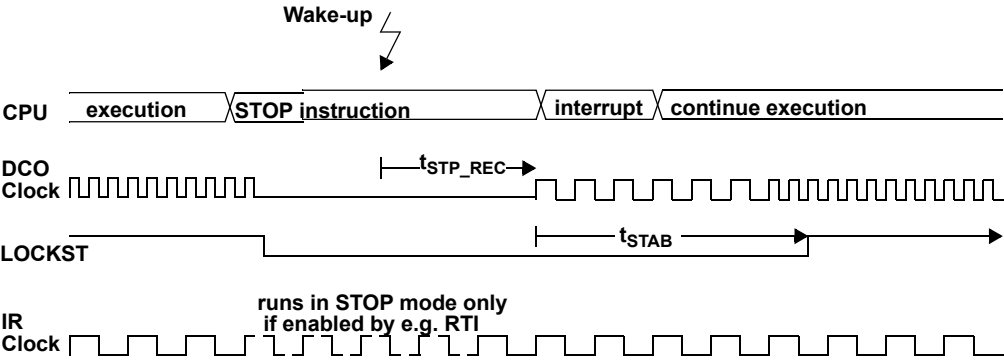 Wake-up
CPU
execution
STOP instruction
interrupt
continue execution
DCO
Clock
tSTP_REC
LOCKST
tSTAB
runs in STOP mode only
if enabled by e.g. RTI
IR
Clock